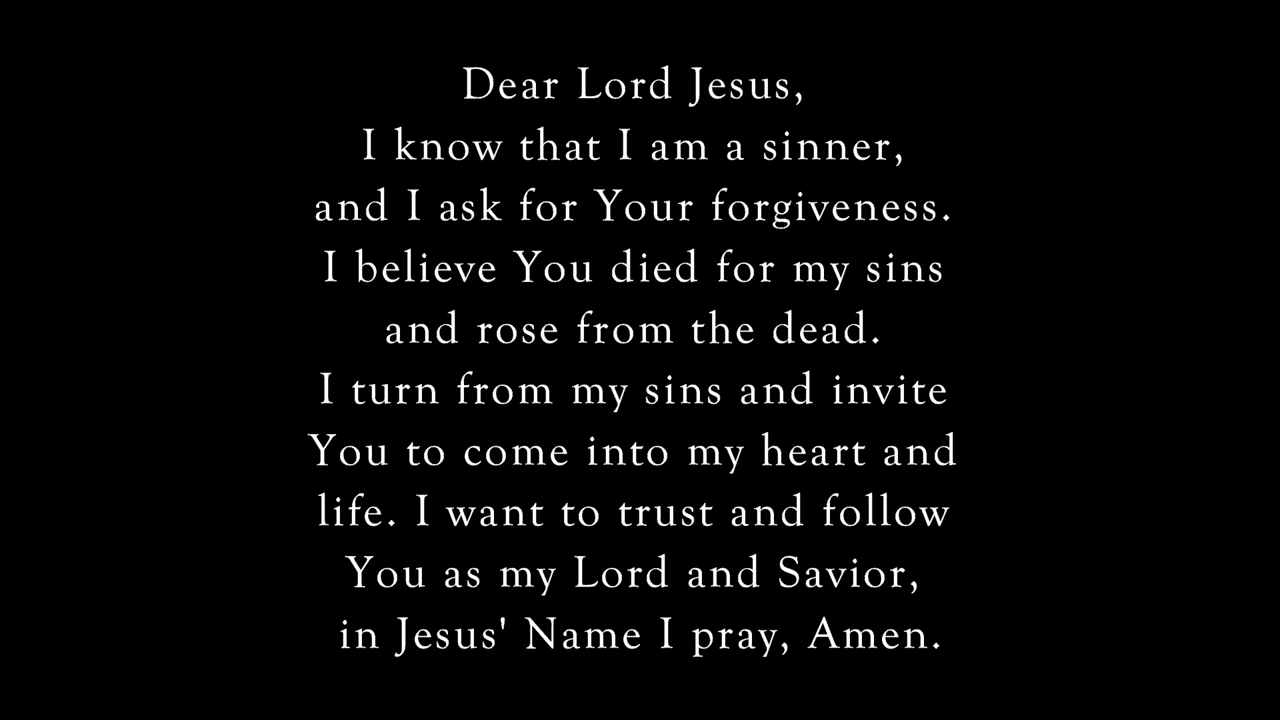 Dear Lord Jesus,
I know that I am a sinner,
and I ask for Your forgiveness.
I believe You died for my sins
and rose from the dead.
I turn from my sins and invite
You to come into my heart and
life. I want to trust and follow
You as my Lord and Savior,
in Jesus' Name I pray, Amen.